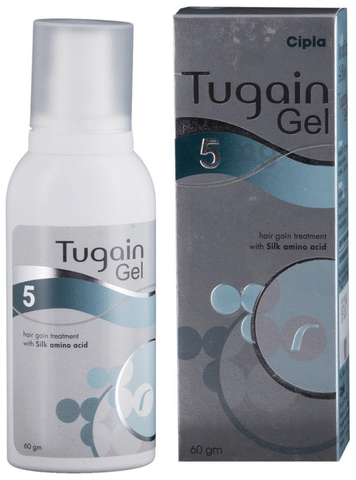 Tugain
Gel
5
hair gain treatment
with Silk amino acid
60 gm
Cipla
Tugain
Gel
5
hair gain treatment
with Silk amino acid
60 gm